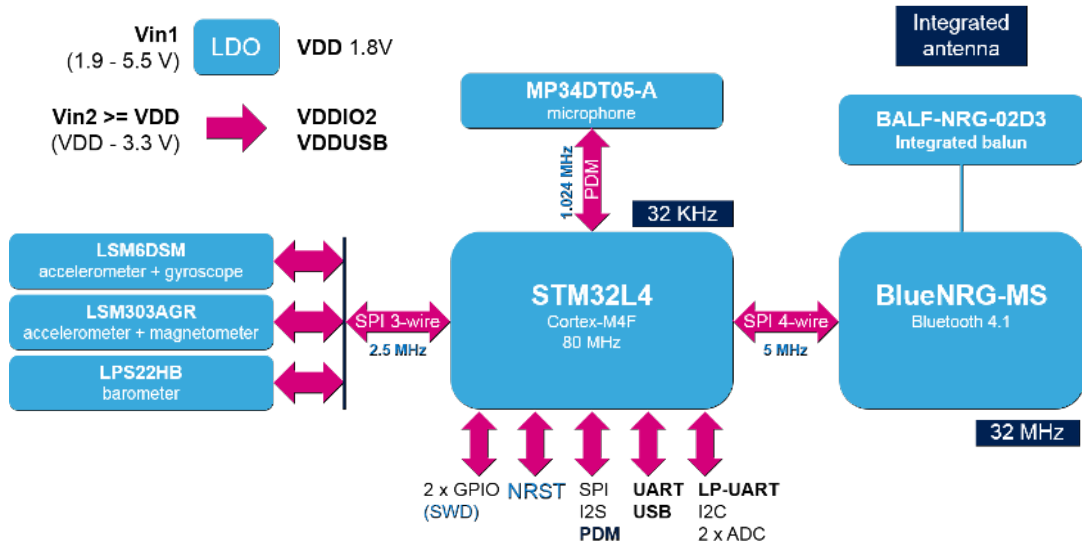 Vin1
(1.9 - 5.5 V)
LDO
VDD 1.8V
Integrated
antenna
Vin2 >= VDD
(VDD - 3.3 V)
VDDIO2
VDDUSB
MP34DT05-A
microphone
BALF-NRG-02D3
Integrated balun
1.024 MHz
PDM
32 KHz
LSM6DSM
accelerometer + gyroscope
LSM303AGR
accelerometer + magnetometer
LPS22HB
barometer
SPI 3-wire
2.5 MHz
STM32L4
Cortex-M4F
80 MHz
SPI 4-wire
5 MHz
BlueNRG-MS
Bluetooth 4.1
32 MHz
2 x GPIO
(SWD)
NRST
SPI
I2S
PDM
UART
USB
LP-UART
I2C
2 x ADC